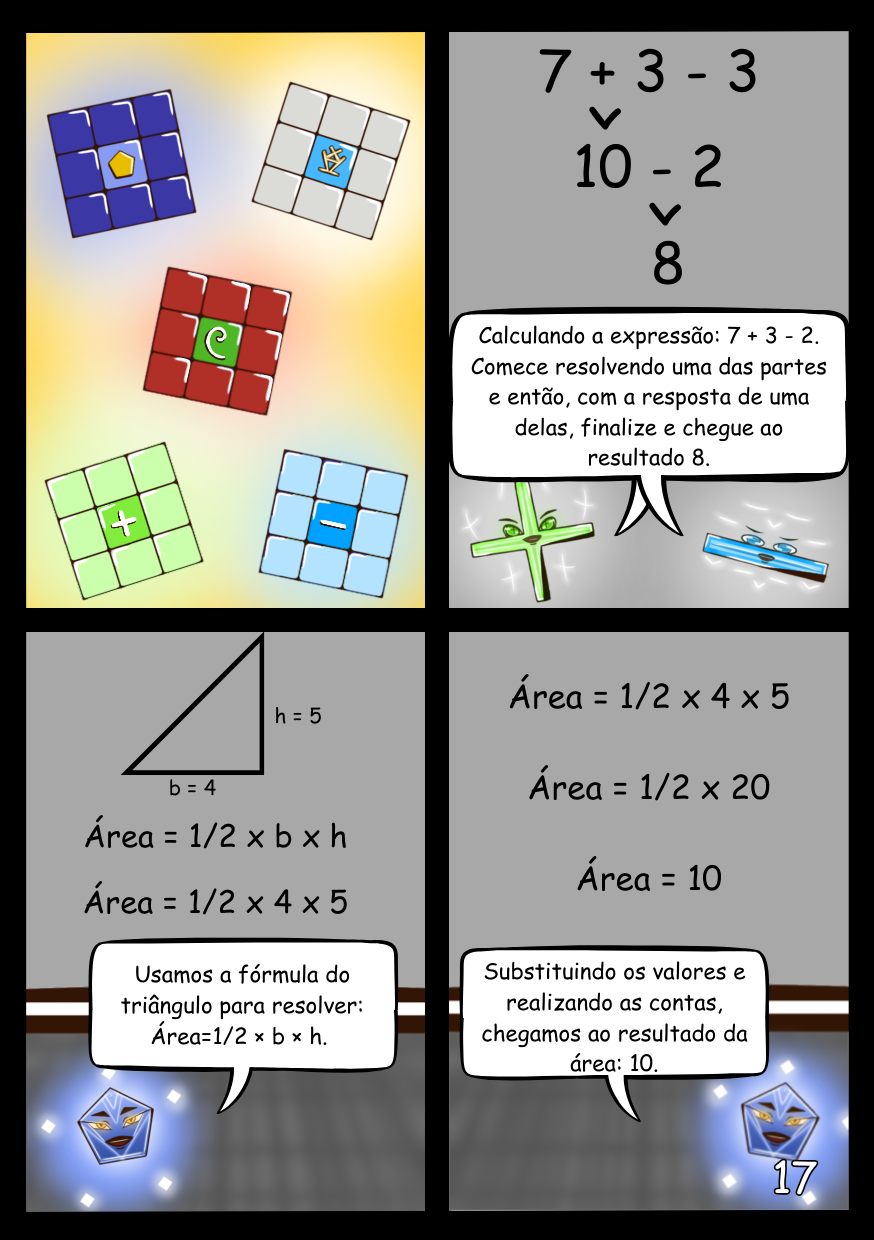 7 + 3 - 3
10 - 2
8
Calculando a expressão: 7 + 3 - 2.
Comece resolvendo uma das partes
e então, com a resposta de uma
delas, finalize e chegue ao
resultado 8.
h = 5
b = 4
Área = 1/2 x b x h
Área = 1/2 x 4 x 5
Usamos a fórmula do
triângulo para resolver:
Área=1/2 × b × h.
Área = 1/2 x 4 x 5
Área = 1/2 x 20
Área = 10
Substituindo os valores e
realizando as contas,
chegamos ao resultado da
área: 10.
17